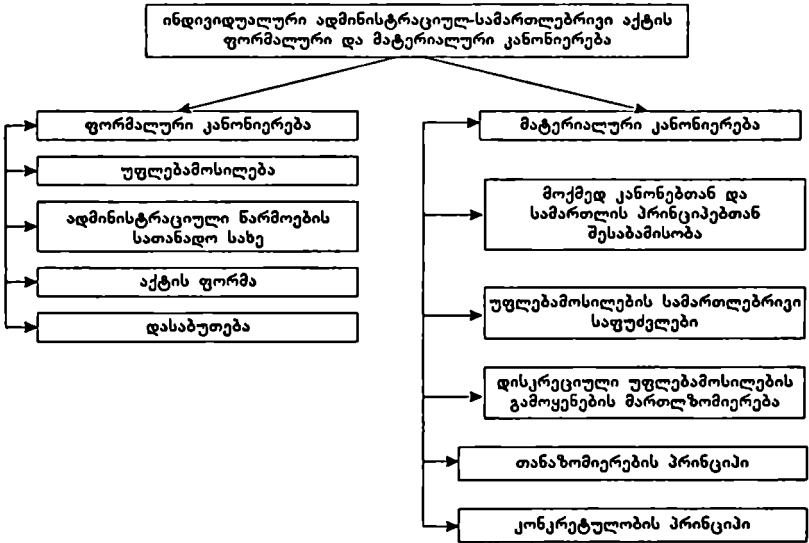 ინდივიდუალური ადმინისტრაციულ-სამართლებრივი აქტის
ფორმალური და მატერიალური კანონიერება
ფორმალური კანონიერება
უფლებამოსილება
ადმინისტრაციული წარმოების
სათანადო სახე
აქტის ფორმა
დასაბუთება
მატერიალური კანონიერება
მოქმედ კანონებთან და
სამართლის პრინციპებთან
შესაბამისობა
უფლებამოსილების სამართლებრივი
საფუძვლები
დისკრეციული უფლებამოსილების
გამოყენების მართლზომიერება
თანაზომიერების პრინციპი
კონკრეტულობის პრინციპი